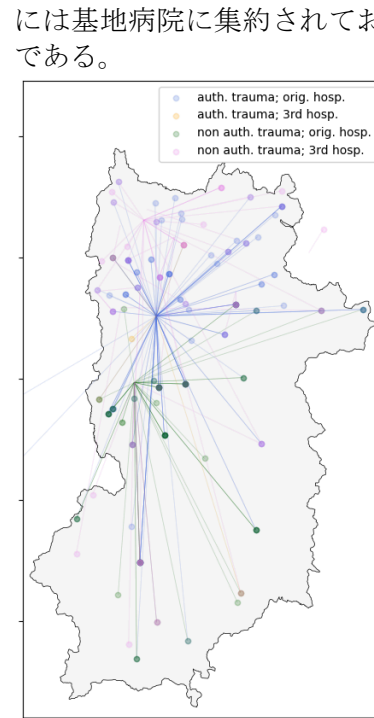 には基地病院に集約されてお
である。
auth. trauma; orig. hosp.
auth. trauma; 3rd hosp.
non auth. trauma; orig. hosp.
non auth. trauma; 3rd hosp.